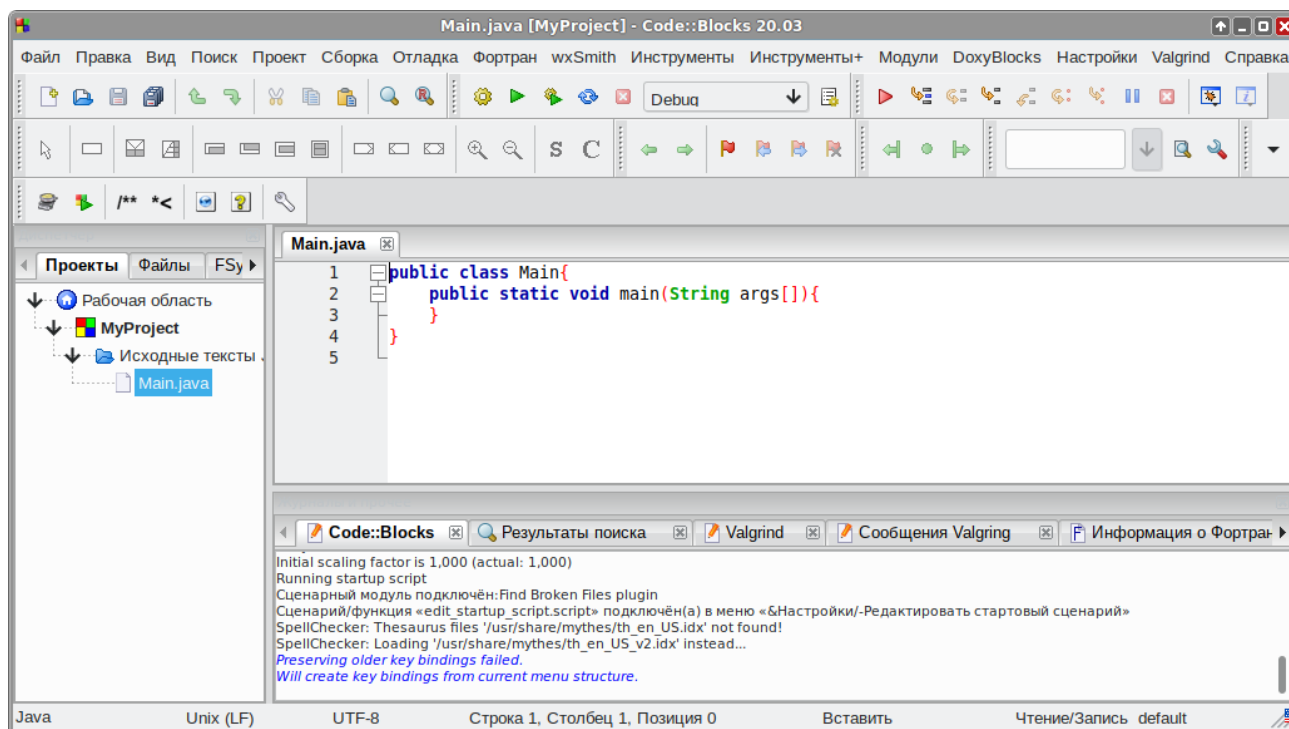 Main.java [MyProject] - Code::Blocks 20.03
Файл Правка Вид Поиск Проект Сборка Отладка Фортран wxSmith Инструменты Инструменты+ Модули DoxyBlocks Настройки Valgrind Справка
Debug
S C
/** *<
Проекты Файлы FSy
Рабочая область
MyProject
Исходные тексты
Main.java
Main.java
1 public class Main{
2 public static void main(String args[]){
3 }
4 }
5
Code::Blocks Результаты поиска Valgrind Сообщения Valgring Информация о Фортран
Initial scaling factor is 1,000 (actual: 1,000)
Running startup script
Сценарный модуль подключён:Find Broken Files plugin
Сценарий/функция «edit_startup_script.script» подключён(а) в меню «&Настройки/-Редактировать стартовый сценарий»
SpellChecker: Thesaurus files '/usr/share/mythes/th_en_US.idx' not found!
SpellChecker: Loading '/usr/share/mythes/th_en_US_v2.idx' instead...
Preserving older key bindings failed.
Will create key bindings from current menu structure.
Java Unix (LF) UTF-8 Строка 1, Столбец 1, Позиция 0 Вставить Чтение/Запись default